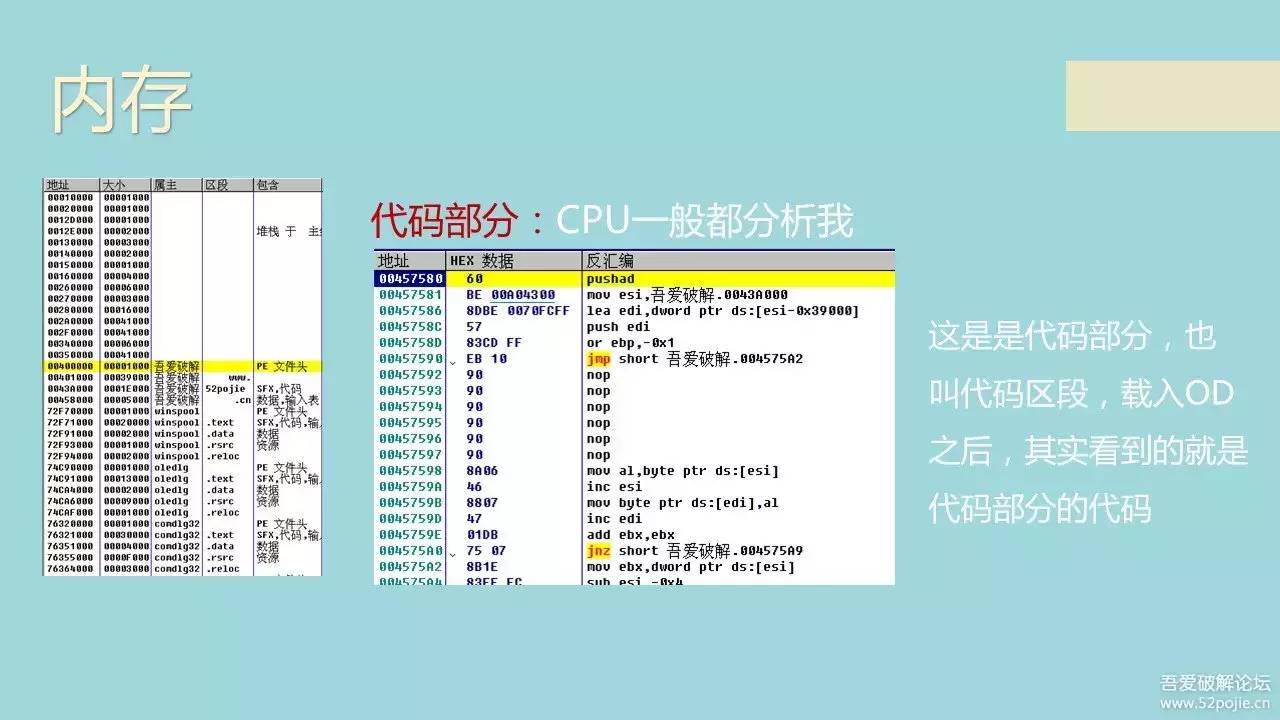 内存
地址 大小 属主 区段 包含
00010000 00001000
00020000 00001000
0012D000 00001000
0012E000 00002000 堆栈 于 主
00130000 00003000
00140000 00002000
00150000 00001000
00160000 00004000
00260000 00006000
00270000 00003000
00280000 00016000
002A0000 00041000
002F0000 00041000
00340000 00006000
00350000 00041000
00400000 00001000 吾爱破解 PE 文件头
00401000 00039000 吾爱破解 www.
0043A000 0001E000 吾爱破解 52pojie SFX,代码
00458000 00005000 吾爱破解 .cn 数据,输入表
72F70000 00001000 winspool PE 文件头
72F71000 00020000 winspool .text SFX,代码,输
72F91000 00002000 winspool .data 数据
72F93000 00001000 winspool .rsrc 资源
72F94000 00002000 winspool .reloc
74C90000 00001000 oledlg PE 文件头
74C91000 00013000 oledlg .text SFX,代码,输
74CA4000 00002000 oledlg .data 数据
74CA6000 00009000 oledlg .rsrc 资源
74CAF000 00001000 oledlg .reloc
76320000 00001000 comdlg32 PE 文件头
76321000 00030000 comdlg32 .text SFX,代码,输
76351000 00004000 comdlg32 .data 数据
76355000 0000F000 comdlg32 .rsrc 资源
76364000 00003000 comdlg32 .reloc
代码部分：CPU一般都分析我
地址 HEX 数据 反汇编
00457580 60 pushad
00457581 BE 00A04300 mov esi,吾爱破解.0043A000
00457586 8DBE 0070FCFF lea edi,dword ptr ds:[esi-0x39000]
0045758C 57 push edi
0045758D 83CD FF or ebp,-0x1
00457590 EB 10 jmp short 吾爱破解.004575A2
00457592 90 nop
00457593 90 nop
00457594 90 nop
00457595 90 nop
00457596 90 nop
00457597 90 nop
00457598 8A06 mov al,byte ptr ds:[esi]
0045759A 46 inc esi
0045759B 8807 mov byte ptr ds:[edi],al
0045759D 47 inc edi
0045759E 01DB add ebx,ebx
004575A0 75 07 jnz short 吾爱破解.004575A9
004575A2 8B1E mov ebx,dword ptr ds:[esi]
004575A4 83EE FC sub esi,-0x4
这是是代码部分，也
叫代码区段，载入OD
之后，其实看到的就是
代码部分的代码
吾爱破解论坛
www.52pojie.cn